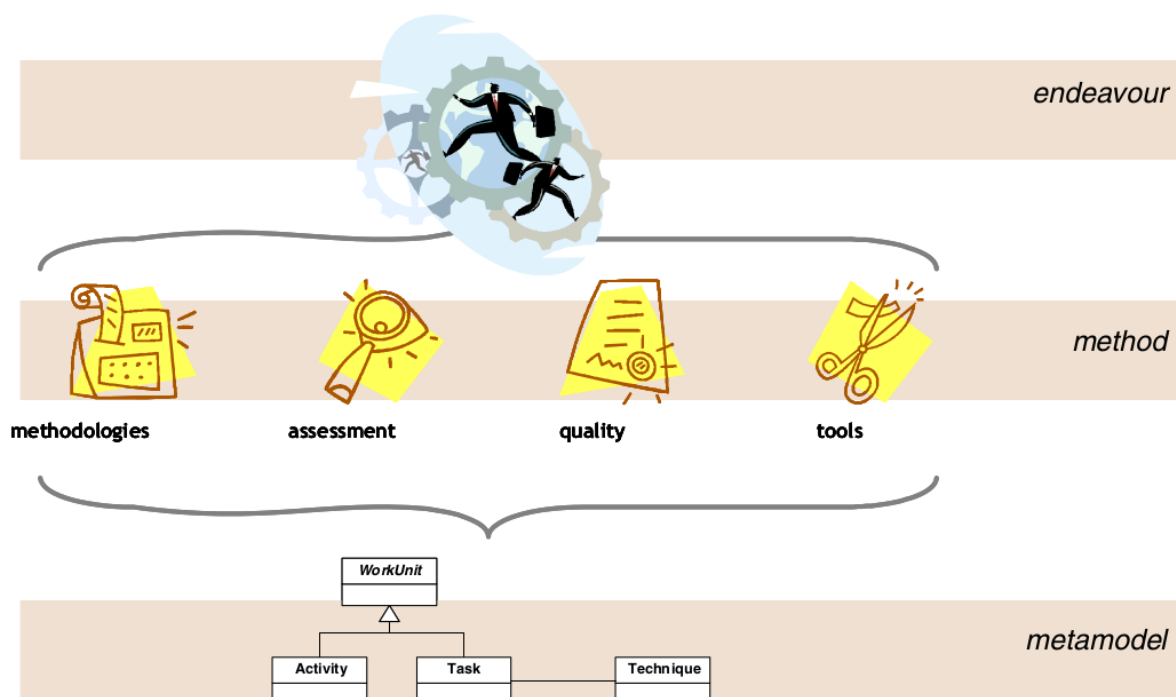 endeavour
method
methodologies
assessment
quality
tools
WorkUnit
metamodel
Activity
Task
Technique